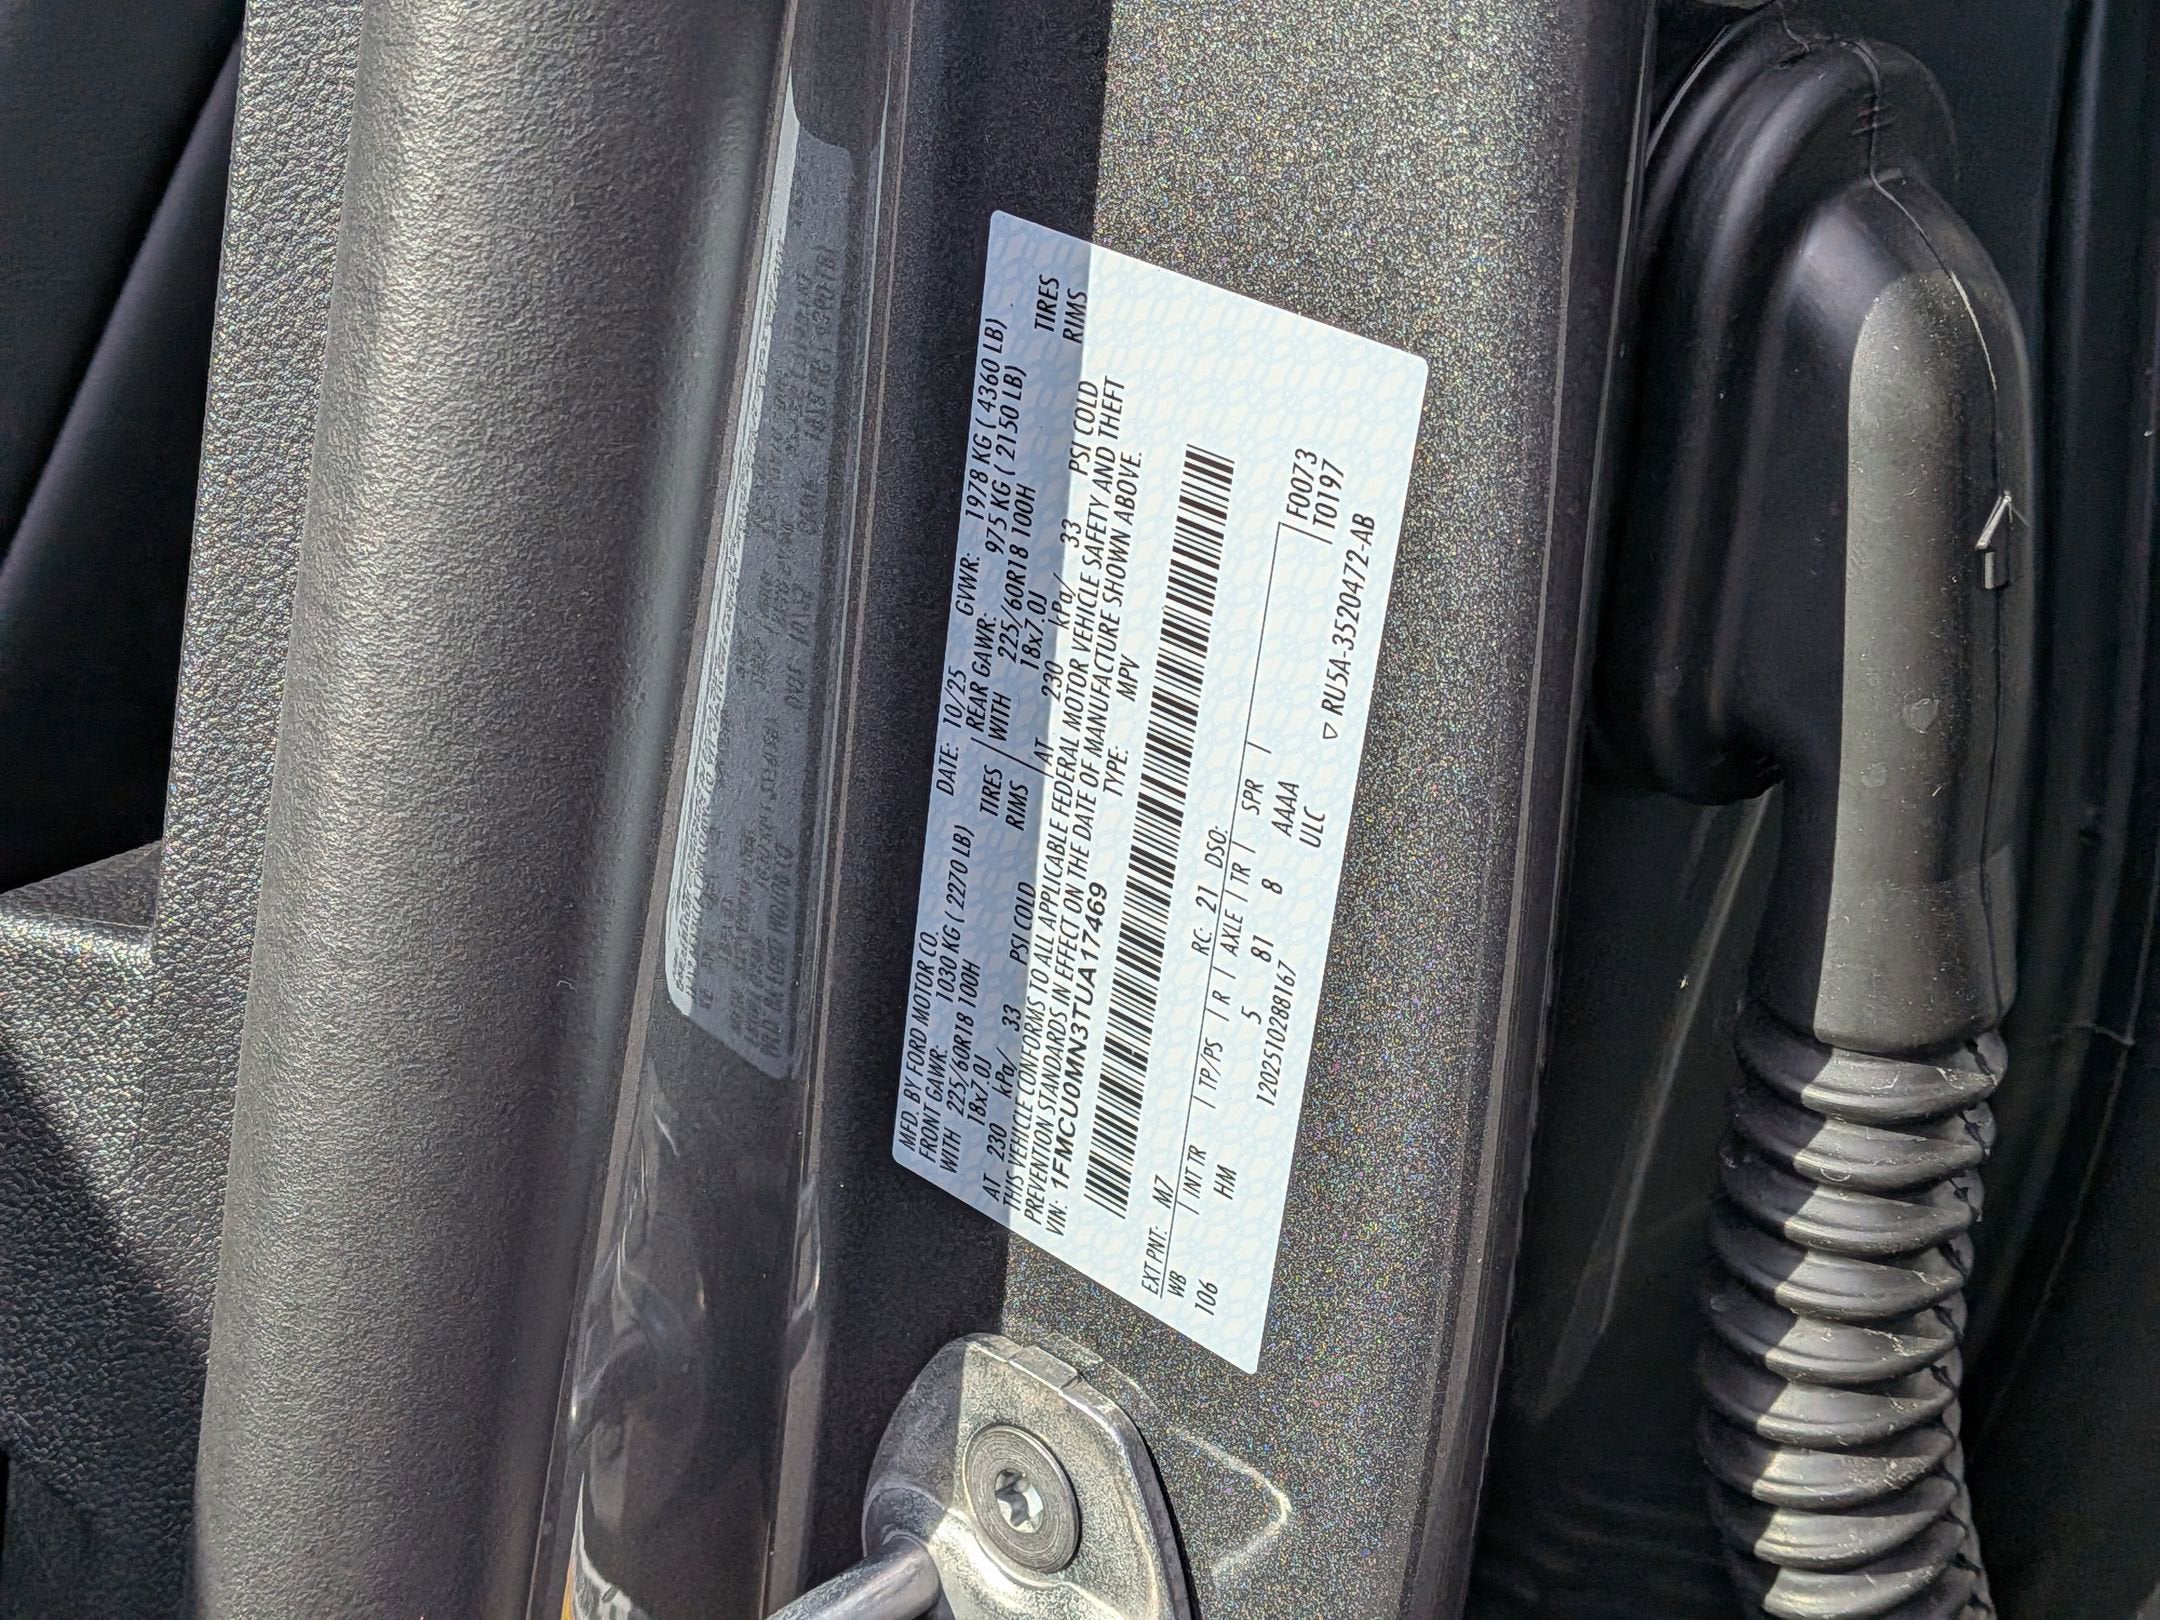 MFD. BY FORD MOTOR CO. DATE: 10/25 GVWR: 1978 KG ( 4360 LB)
FRONT GAWR: 1030 KG ( 2270 LB) REAR GAWR: 975 KG ( 2150 LB)
WITH 225/60R18 100H TIRES WITH 225/60R18 100H TIRES
18x7.0J RIMS 18x7.0J RIMS
AT 230 kPa/ 33 PSI COLD AT 230 kPa/ 33 PSI COLD
THIS VEHICLE CONFORMS TO ALL APPLICABLE FEDERAL MOTOR VEHICLE SAFETY AND THEFT
PREVENTION STANDARDS IN EFFECT ON THE DATE OF MANUFACTURE SHOWN ABOVE.
VIN: 1FMCU0MN3TUA17469 TYPE: MPV
EXT PNT: M7 RC: 21 DSO:
WB INT TR TP/PS R AXLE TR SPR F0073
106 HM 5 81 8 AAAA T0197
1202510288167 ULC
▽ RU5A-3520472-AB